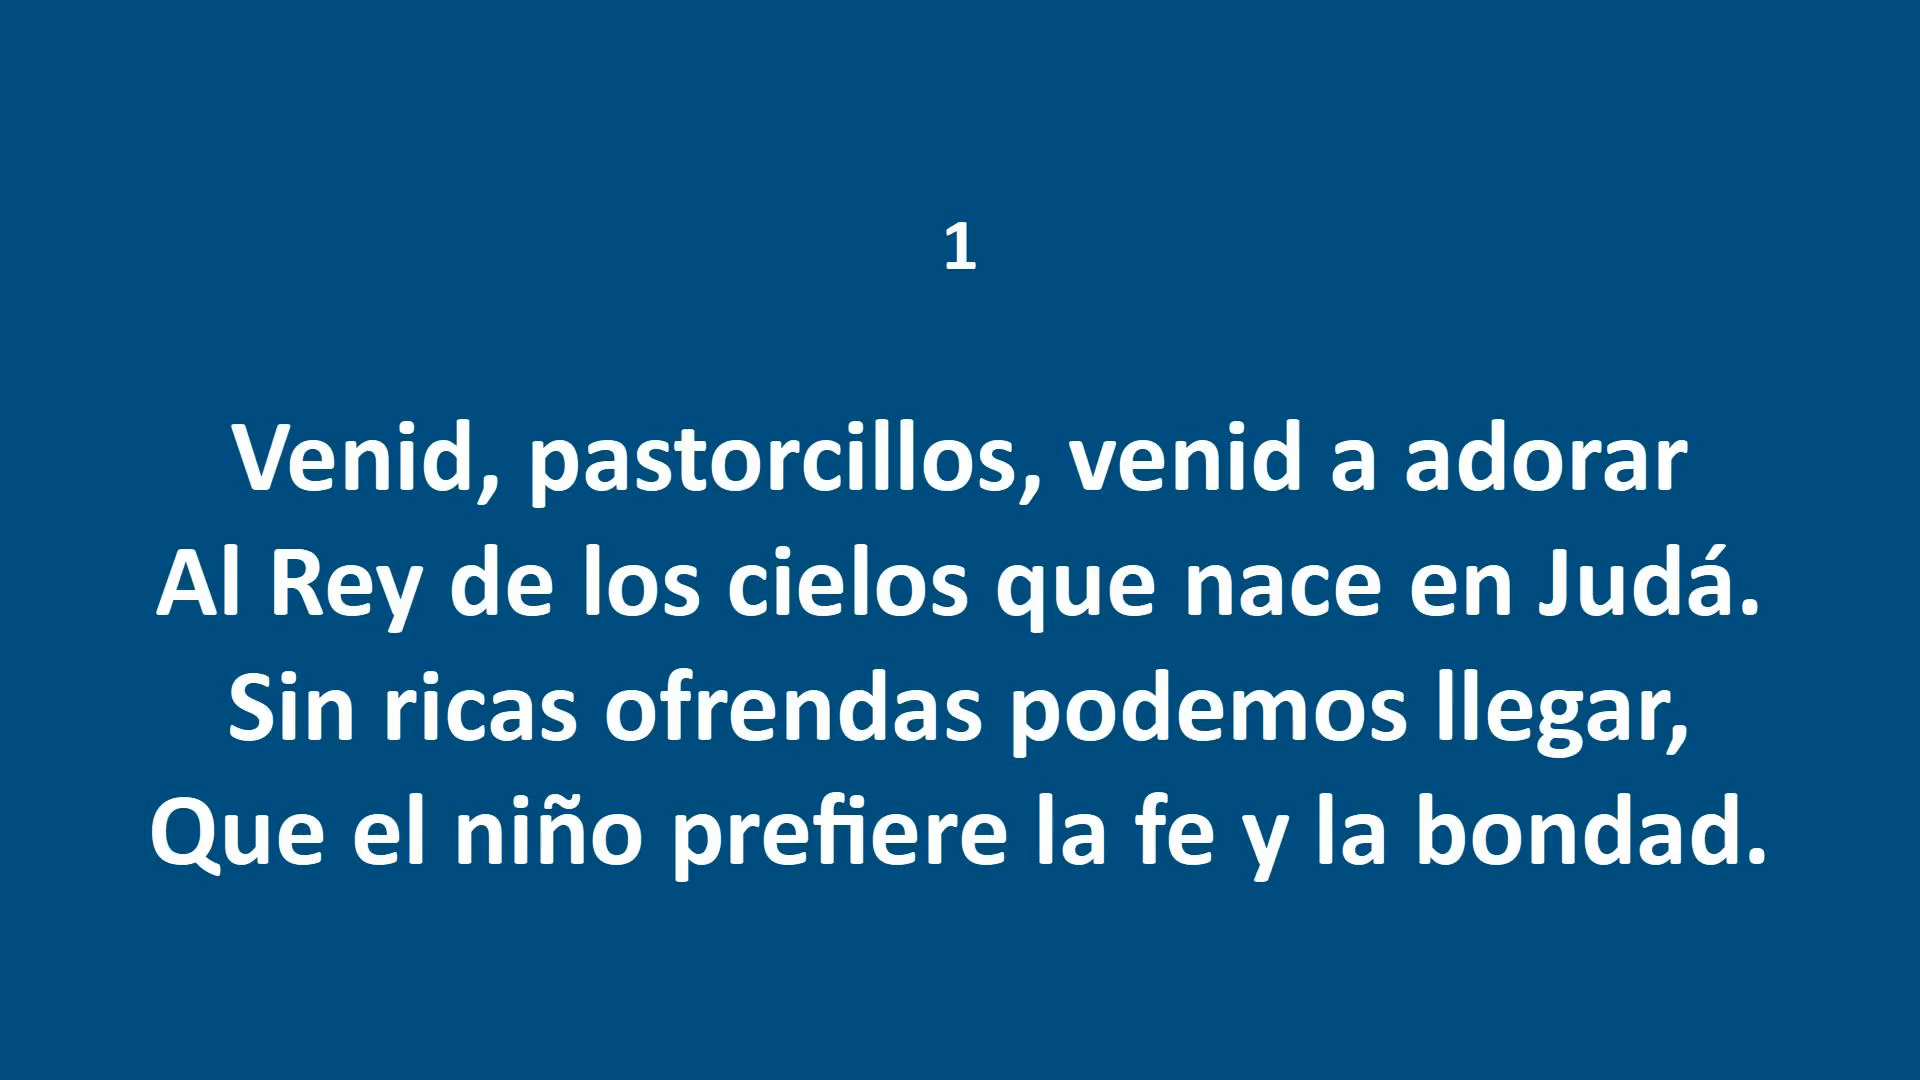 1
Venid, pastorcillos, venid a adorar
Al Rey de los cielos que nace en Judá.
Sin ricas ofrendas podemos llegar,
Que el niño prefiere la fe y la bondad.